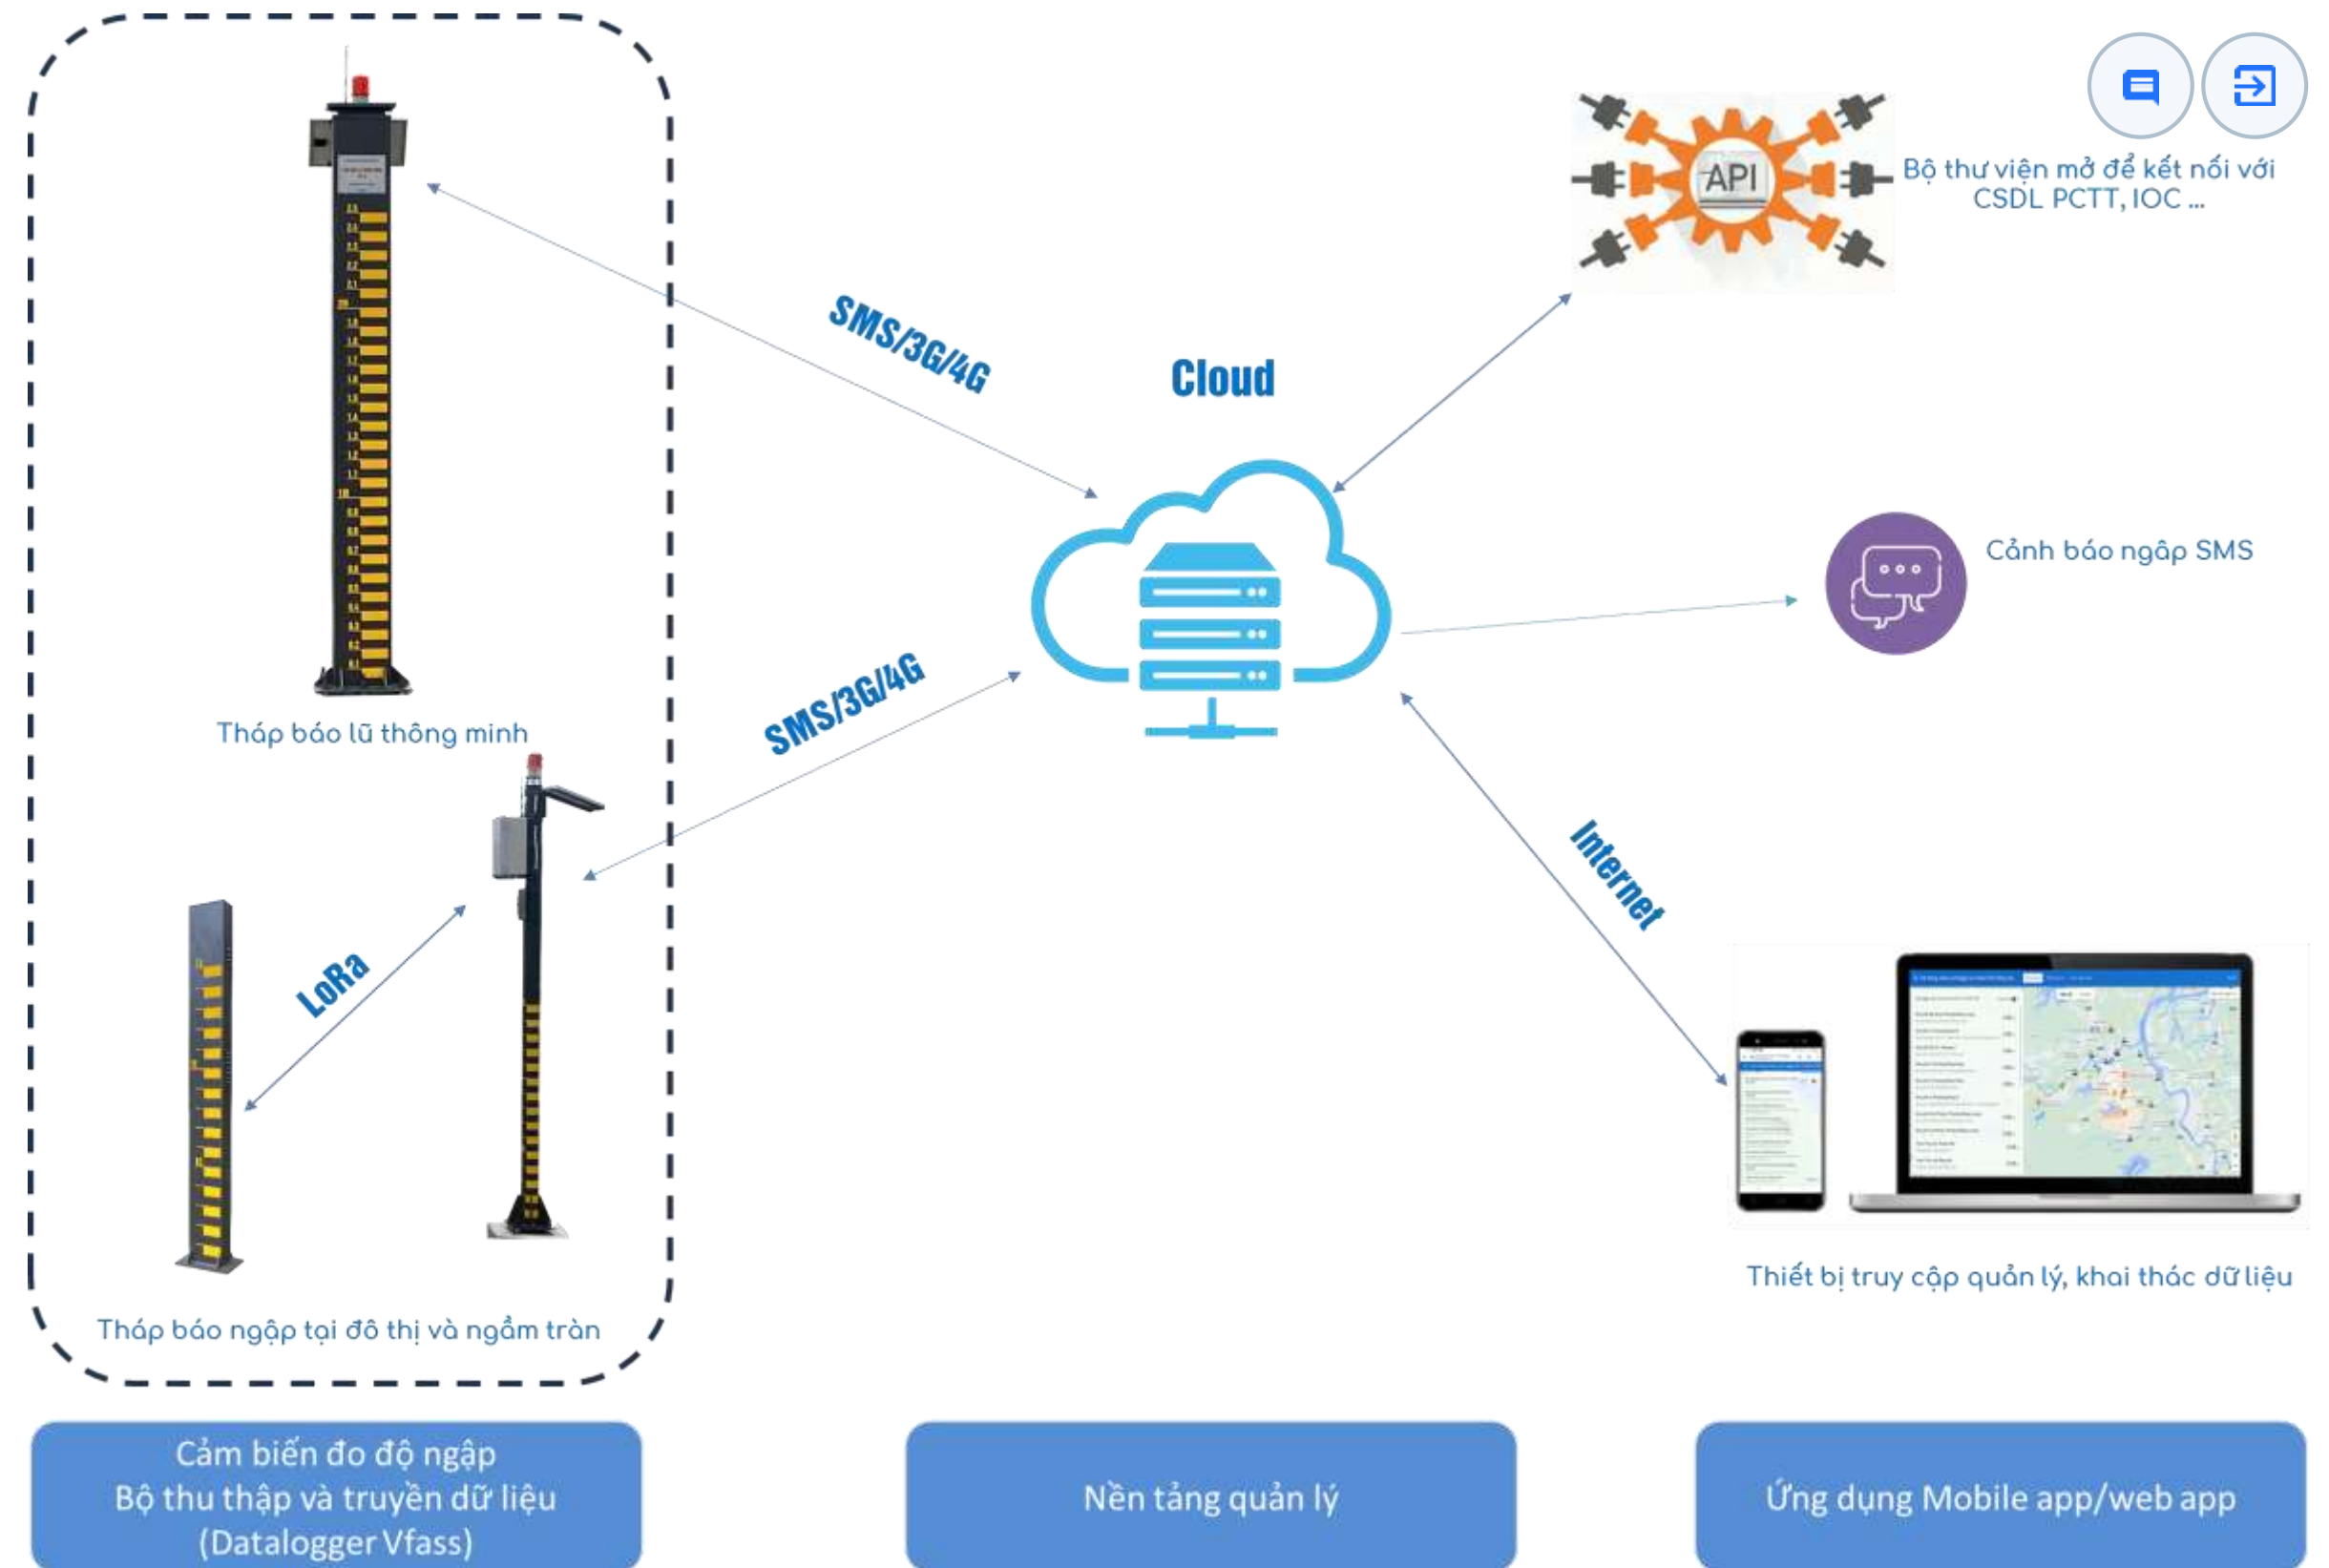 SMS/3G/4G
Cloud
API
Bộ thư viện mở để kết nối với
CSDL PCTT, IOC ...
Cảnh báo ngâp SMS
SMS/3G/4G
Tháp báo lũ thông minh
LoRa
Internet
Thiết bị truy cập quản lý, khai thác dữ liệu
Tháp báo ngập tại đô thị và ngầm tràn
Cảm biến đo độ ngập
Bộ thu thập và truyền dữ liệu
(Datalogger Vfass)
Nền tảng quản lý
Ứng dụng Mobile app/web app